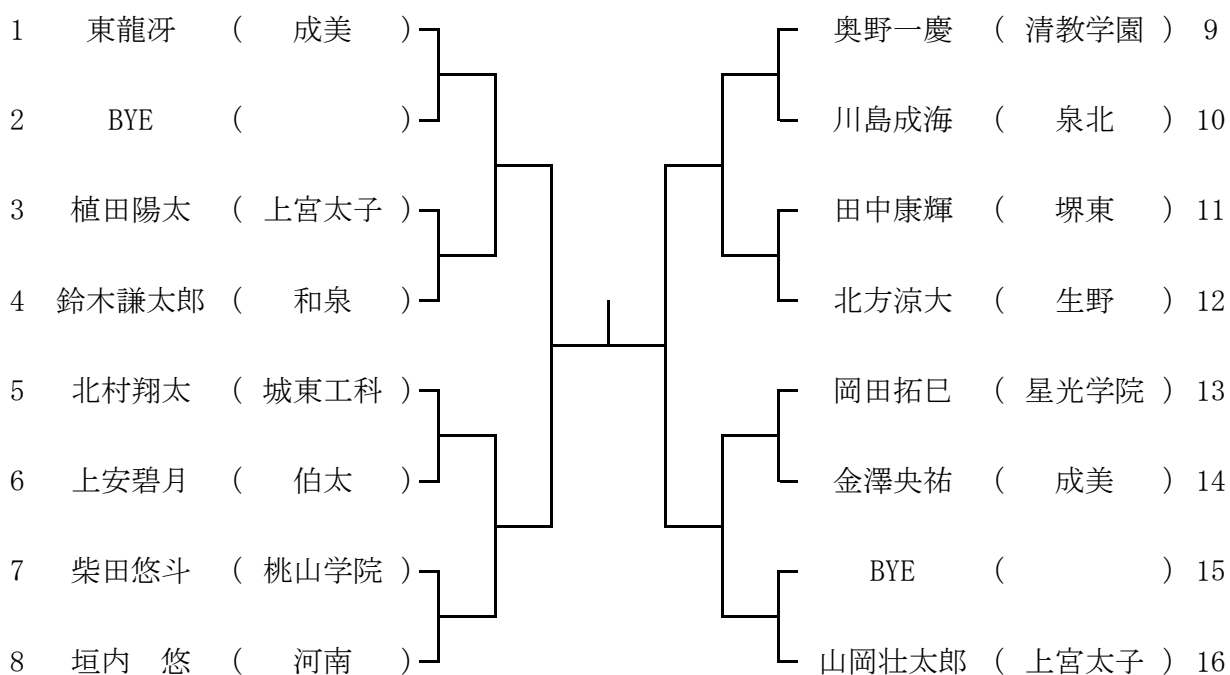 1 東龍冴 ( 成美 )
2 BYE ( )
3 植田陽太 ( 上宮太子 )
4 鈴木謙太郎 ( 和泉 )
5 北村翔太 ( 城東工科 )
6 上安碧月 ( 伯太 )
7 柴田悠斗 ( 桃山学院 )
8 垣内 悠 ( 河南 )
奥野一慶 ( 清教学園 ) 9
川島成海 ( 泉北 ) 10
田中康輝 ( 堺東 ) 11
北方涼大 ( 生野 ) 12
岡田拓巳 ( 星光学院 ) 13
金澤央祐 ( 成美 ) 14
BYE ( ) 15
山岡壮太郎 ( 上宮太子 ) 16